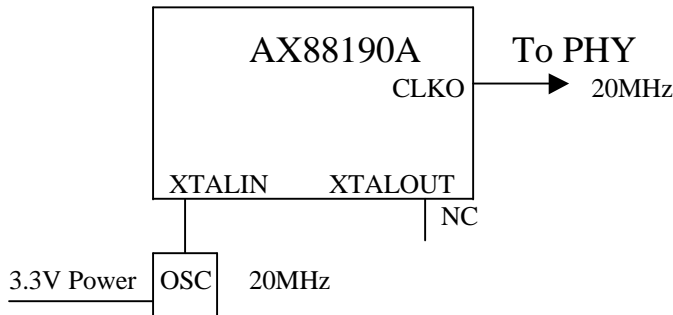 AX88190A To PHY
CLKO 20MHz
XTALIN XTALOUT
NC
3.3V Power OSC 20MHz